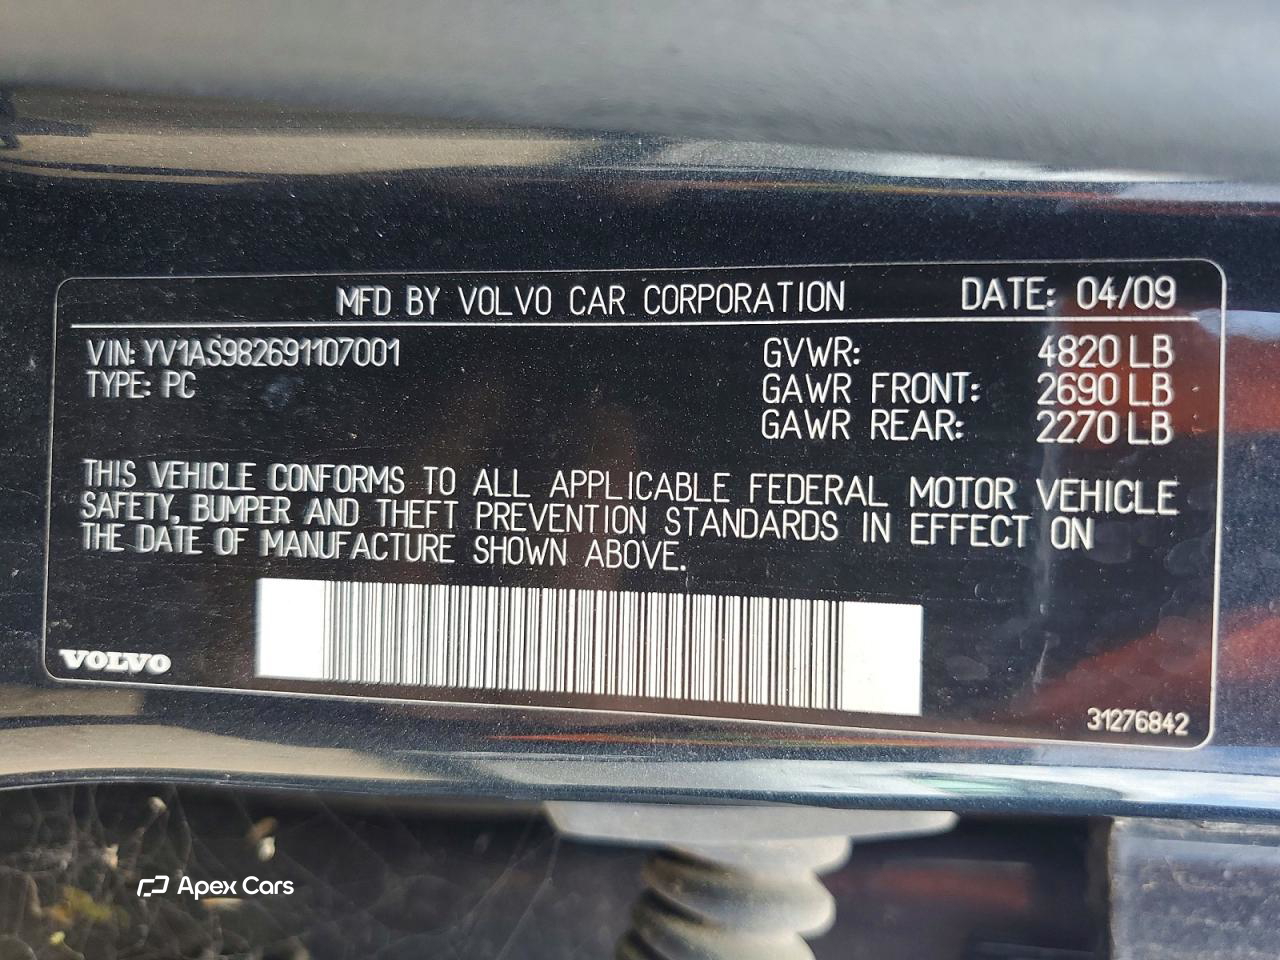 MFD BY VOLVO CAR CORPORATION DATE: 04/09
VIN: YV1AS982691107001 GVWR: 4820 LB
TYPE: PC GAWR FRONT: 2690 LB
GAWR REAR: 2270 LB
THIS VEHICLE CONFORMS TO ALL APPLICABLE FEDERAL MOTOR VEHICLE
SAFETY, BUMPER AND THEFT PREVENTION STANDARDS IN EFFECT ON
THE DATE OF MANUFACTURE SHOWN ABOVE.
VOLVO
31276842
Apex Cars